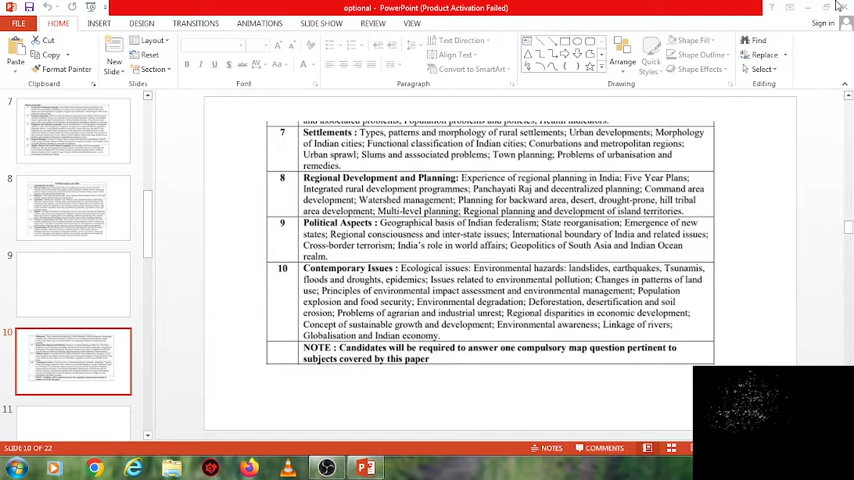 optional - PowerPoint (Product Activation Failed)
FILE HOME INSERT DESIGN TRANSITIONS ANIMATIONS SLIDE SHOW REVIEW VIEW Sign in
Cut
Copy
Format Painter
Paste
Clipboard
New
Slide
Layout
Reset
Section
Slides
Font
Text Direction
Align Text
Convert to SmartArt
Paragraph
Arrange
Quick
Styles
Shape Fill
Shape Outline
Shape Effects
Drawing
Find
Replace
Select
Editing
7
8
9
10
11
and associated problems; Population problems and policies; Health indicators.
7 Settlements : Types, patterns and morphology of rural settlements; Urban developments; Morphology
of Indian cities; Functional classification of Indian cities; Conurbations and metropolitan regions;
Urban sprawl; Slums and asssociated problems; Town planning; Problems of urbanisation and
remedies.
8 Regional Development and Planning: Experience of regional planning in India; Five Year Plans;
Integrated rural development programmes; Panchayati Raj and decentralized planning; Command area
development; Watershed management; Planning for backward area, desert, drought-prone, hill tribal
area development; Multi-level planning; Regional planning and development of island territories.
9 Political Aspects : Geographical basis of Indian federalism; State reorganisation; Emergence of new
states; Regional consciousness and inter-state issues; International boundary of India and related issues;
Cross-border terrorism; India's role in world affairs; Geopolitics of South Asia and Indian Ocean
realm.
10 Contemporary Issues : Ecological issues: Environmental hazards: landslides, earthquakes, Tsunamis,
floods and droughts, epidemics; Issues related to environmental pollution; Changes in patterns of land
use; Principles of environmental impact assessment and environmental management; Population
explosion and food security; Environmental degradation; Deforestation, desertification and soil
erosion; Problems of agrarian and industrial unrest; Regional disparities in economic development;
Concept of sustainable growth and development; Environmental awareness; Linkage of rivers;
Globalisation and Indian economy.
NOTE : Candidates will be required to answer one compulsory map question pertinent to
subjects covered by this paper
SLIDE 10 OF 22 NOTES COMMENTS